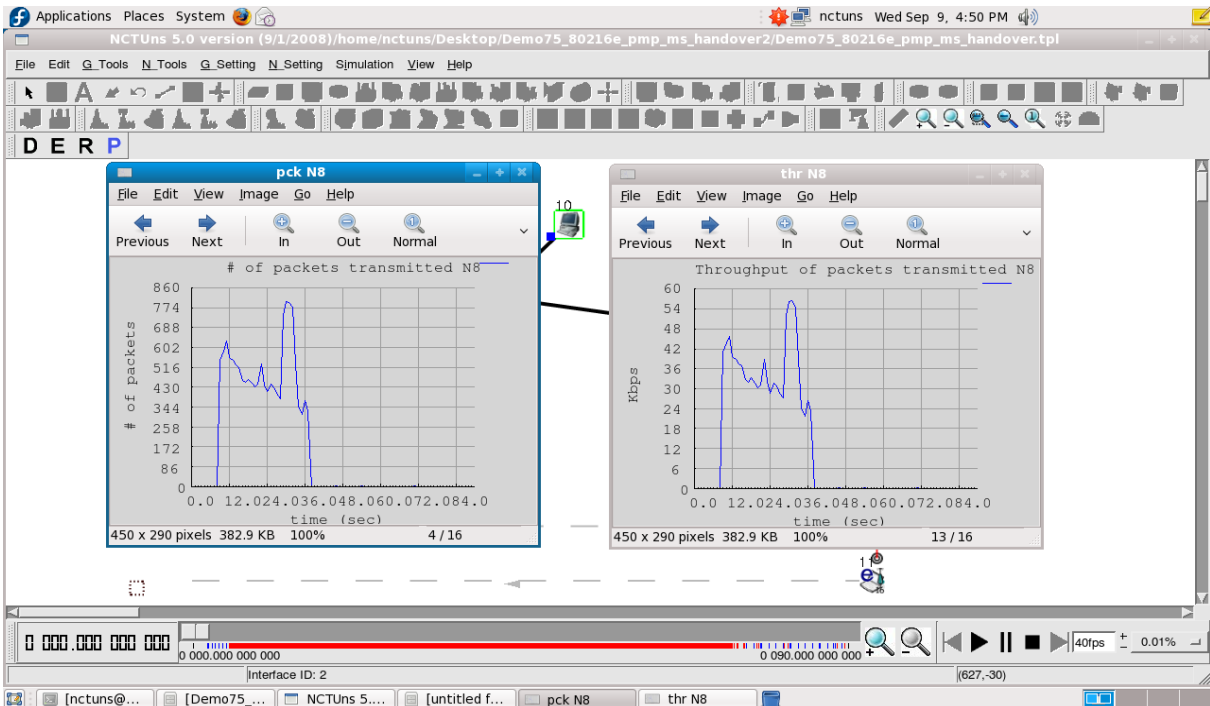 Applications Places System nctuns Wed Sep 9, 4:50 PM
NCTUns 5.0 version (9/1/2008)/home/nctuns/Desktop/Demo75_80216e_pmp_ms_handover2/Demo75_80216e_pmp_ms_handover.tpl
File Edit G_Tools N_Tools G_Setting N_Setting Simulation View Help
D E R P
pck N8
File Edit View Image Go Help
Previous Next In Out Normal
# of packets transmitted N8
860
774
688
602
516
430
344
258
172
86
0
# of packets
0.0 12.024.036.048.060.072.084.0
time (sec)
450 x 290 pixels 382.9 KB 100% 4 / 16
10
thr N8
File Edit View Image Go Help
Previous Next In Out Normal
Throughput of packets transmitted N8
60
54
48
42
36
30
24
18
12
6
0
Kbps
0.0 12.024.036.048.060.072.084.0
time (sec)
450 x 290 pixels 382.9 KB 100% 13 / 16
11
0 000.000 000 000
0 000.000 000 000 0 090.000 000 000
40fps 0.01%
Interface ID: 2 (627,-30)
[nctuns@... [Demo75_... NCTUns 5.... [untitled f... pck N8 thr N8